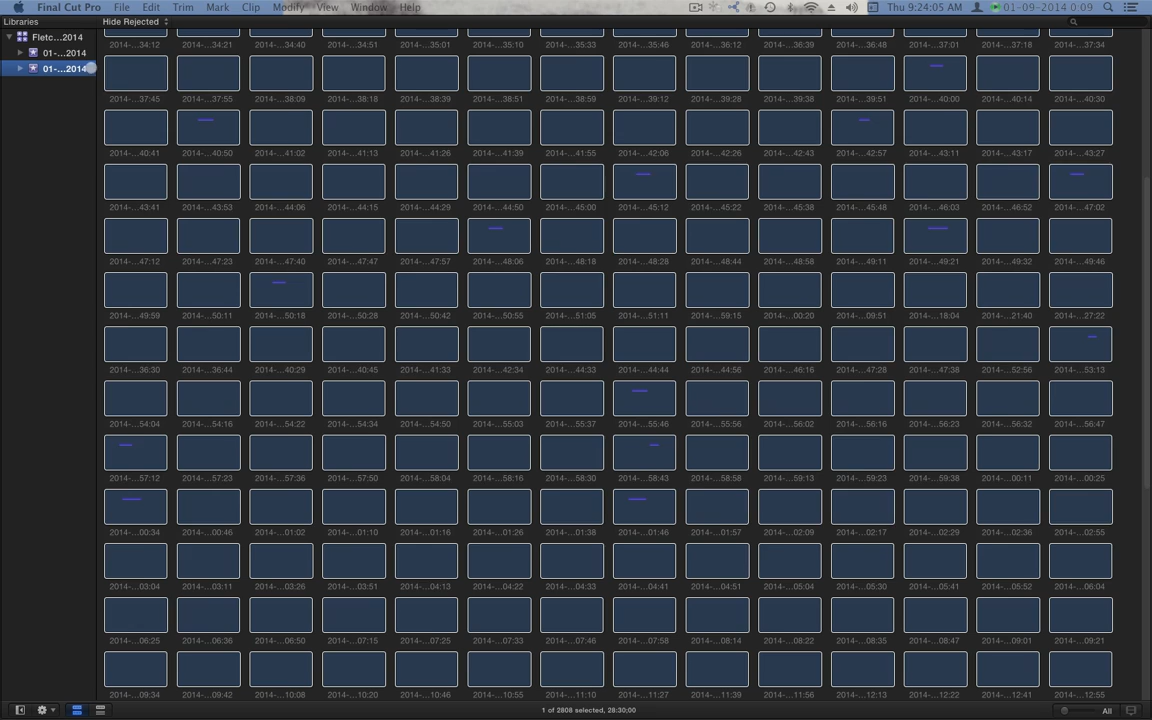 Final Cut Pro File Edit Trim Mark Clip Modify View Window Help Thu 9:24:05 AM 01-09-2014 0.09
Libraries Hide Rejected
Fletc...2014
01-...2014
01-...2014
2014-...34:12 2014-...34:21 2014-...34:40 2014-...34:51 2014-...35:01 2014-...35:10 2014-...35:33 2014-...35:46 2014-...36:12 2014-...36:39 2014-...36:48 2014-...37:01 2014-...37:18 2014-...37:34
2014-...37:45 2014-...37:55 2014-...38:09 2014-...38:18 2014-...38:39 2014-...38:51 2014-...38:59 2014-...39:12 2014-...39:28 2014-...39:38 2014-...39:51 2014-...40:00 2014-...40:14 2014-...40:30
2014-...40:41 2014-...40:50 2014-...41:02 2014-...41:13 2014-...41:26 2014-...41:39 2014-...41:55 2014-...42:06 2014-...42:26 2014-...42:43 2014-...42:57 2014-...43:11 2014-...43:17 2014-...43:27
2014-...43:41 2014-...43:53 2014-...44:06 2014-...44:15 2014-...44:29 2014-...44:50 2014-...45:00 2014-...45:12 2014-...45:22 2014-...45:38 2014-...45:48 2014-...46:03 2014-...46:52 2014-...47:02
2014-...47:12 2014-...47:23 2014-...47:40 2014-...47:47 2014-...47:57 2014-...48:06 2014-...48:18 2014-...48:28 2014-...48:44 2014-...48:58 2014-...49:11 2014-...49:21 2014-...49:32 2014-...49:46
2014-...49:59 2014-...50:11 2014-...50:18 2014-...50:28 2014-...50:42 2014-...50:55 2014-...51:05 2014-...51:11 2014-...59:15 2014-...00:20 2014-...09:51 2014-...18:04 2014-...21:40 2014-...27:22
2014-...36:30 2014-...36:44 2014-...40:29 2014-...40:45 2014-...41:33 2014-...42:34 2014-...44:33 2014-...44:44 2014-...44:56 2014-...46:16 2014-...47:28 2014-...47:38 2014-...52:56 2014-...53:13
2014-...54:04 2014-...54:16 2014-...54:22 2014-...54:34 2014-...54:50 2014-...55:03 2014-...55:37 2014-...55:46 2014-...55:56 2014-...56:02 2014-...56:16 2014-...56:23 2014-...56:32 2014-...56:47
2014-...57:12 2014-...57:23 2014-...57:36 2014-...57:50 2014-...58:04 2014-...58:16 2014-...58:30 2014-...58:43 2014-...58:58 2014-...59:13 2014-...59:23 2014-...59:38 2014-...00:11 2014-...00:25
2014-...00:34 2014-...00:46 2014-...01:02 2014-...01:10 2014-...01:16 2014-...01:26 2014-...01:38 2014-...01:46 2014-...01:57 2014-...02:09 2014-...02:17 2014-...02:29 2014-...02:36 2014-...02:55
2014-...03:04 2014-...03:11 2014-...03:26 2014-...03:51 2014-...04:13 2014-...04:22 2014-...04:33 2014-...04:41 2014-...04:51 2014-...05:04 2014-...05:30 2014-...05:41 2014-...05:52 2014-...06:04
2014-...06:25 2014-...06:36 2014-...06:50 2014-...07:15 2014-...07:25 2014-...07:33 2014-...07:46 2014-...07:58 2014-...08:14 2014-...08:22 2014-...08:35 2014-...08:47 2014-...09:01 2014-...09:21
2014-...09:34 2014-...09:42 2014-...10:08 2014-...10:20 2014-...10:46 2014-...10:55 2014-...11:10 2014-...11:27 2014-...11:39 2014-...11:56 2014-...12:13 2014-...12:22 2014-...12:41 2014-...12:55
1 of 2808 selected, 28:30;00 All